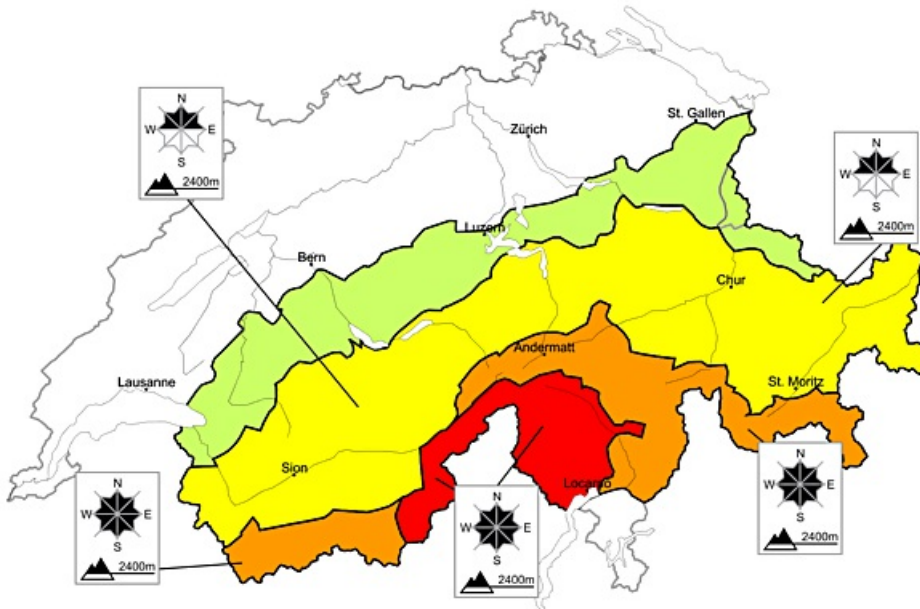 St. Gallen
Zürich
N
W E
S
2400m
N
W E
S
2400m
Luzern
Bern
Chur
Andermatt
Lausanne
St. Moritz
Sion
Locarno
N
W E
S
2400m
N
W E
S
2400m
N
W E
S
2400m